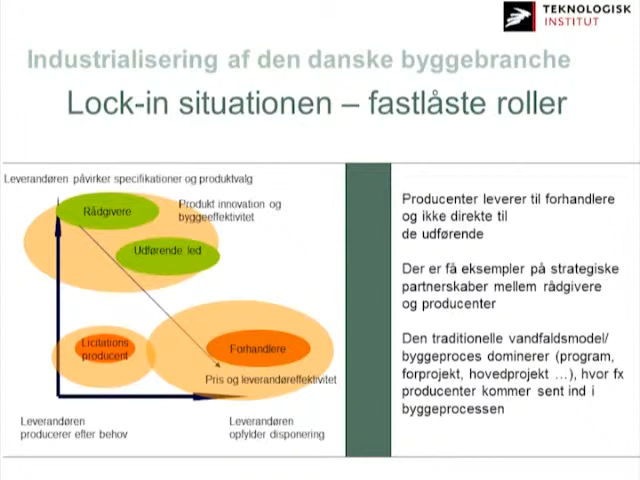 TEKNOLOGISK
INSTITUT
Industrialisering af den danske byggebranche
Lock-in situationen – fastlåste roller
Leverandøren påvirker specifikationer og produktvalg
Rådgivere
Produkt innovation og
byggeeffektivitet
Udførende led
Licitations
producent
Forhandlere
Pris og leverandøreffektivitet
Leverandøren
producerer efter behov
Leverandøren
opfylder disponering
Producenter leverer til forhandlere
og ikke direkte til
de udførende
Der er få eksempler på strategiske
partnerskaber mellem rådgivere
og producenter
Den traditionelle vandfaldsmodel/
byggeproces dominerer (program,
forprojekt, hovedprojekt ...), hvor fx
producenter kommer sent ind i
byggeprocessen